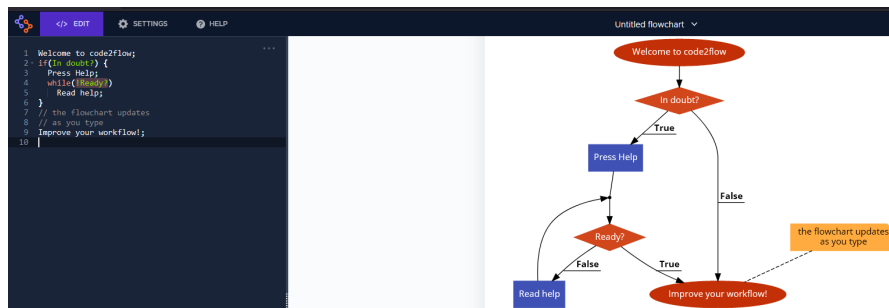 </> EDIT
SETTINGS
? HELP
Untitled flowchart
...
1 Welcome to code2flow;
2 if(In doubt?) {
3 Press Help;
4 while(!Ready?)
5 Read help;
6 }
7 // the flowchart updates
8 // as you type
9 Improve your workflow!;
10
Welcome to code2flow
In doubt?
True
Press Help
False
Ready?
the flowchart updates
as you type
False
True
Read help
Improve your workflow!